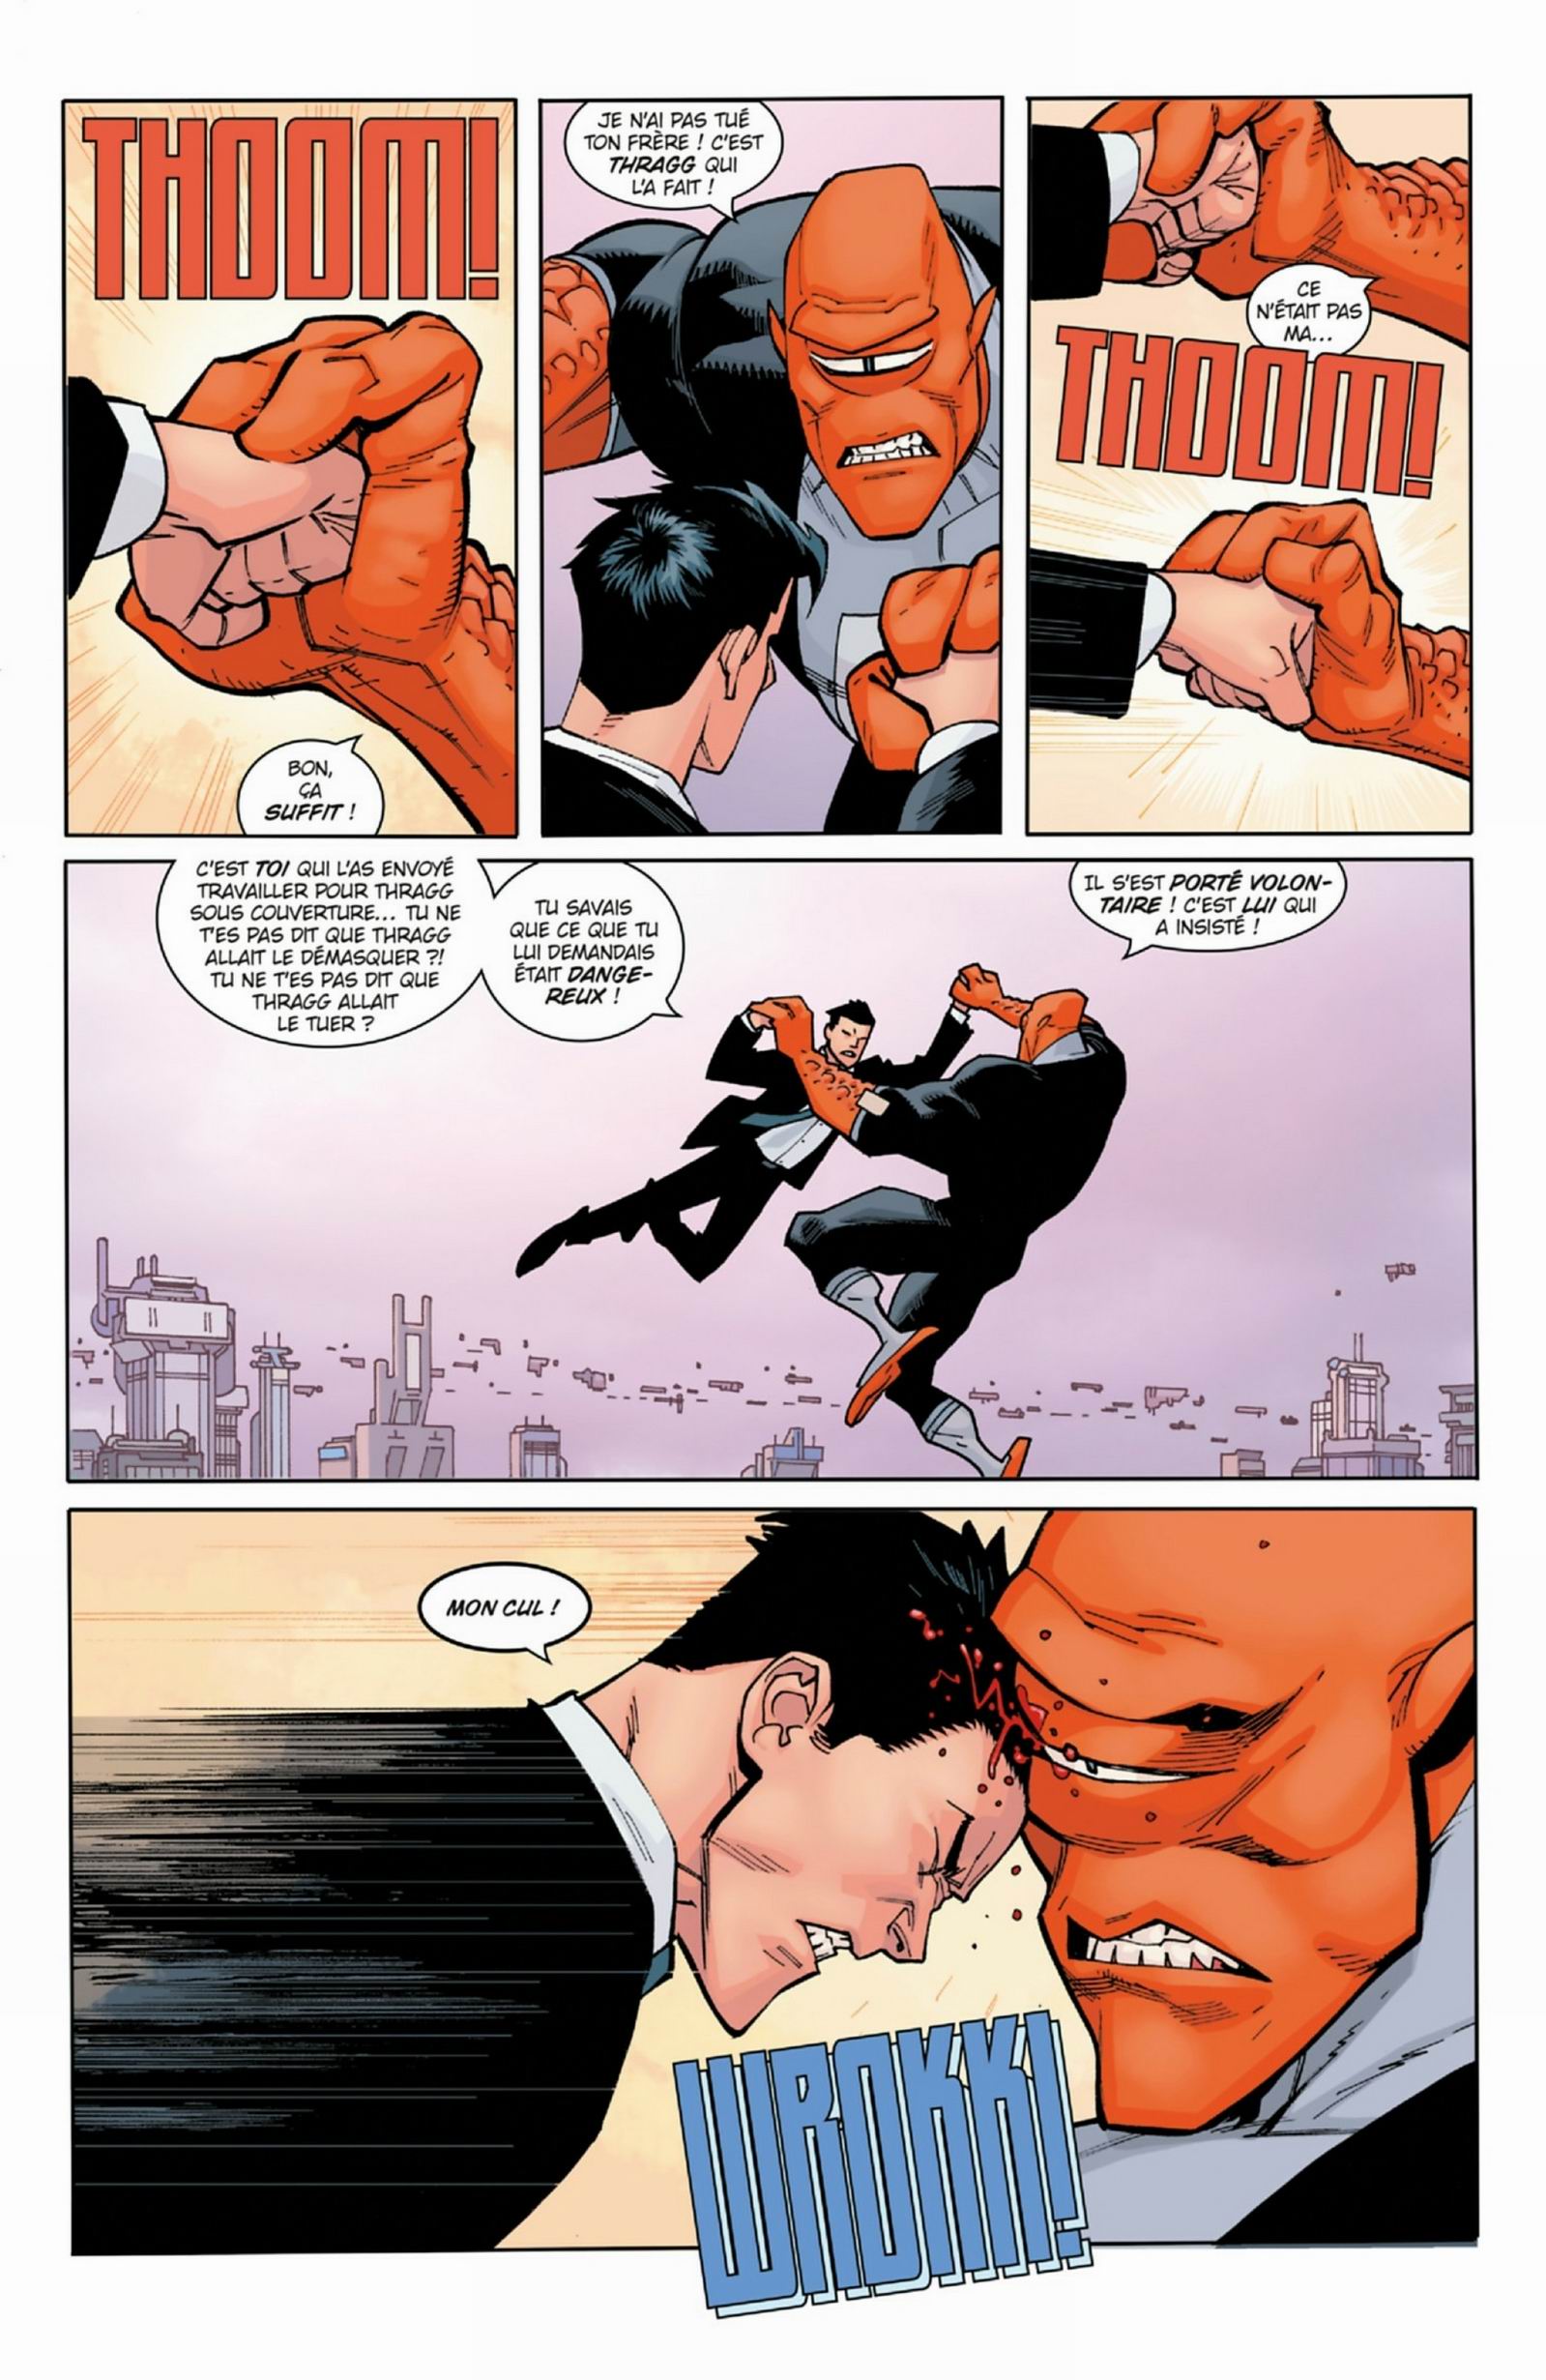 THOOM!
BON,
ÇA
SUFFIT !
JE N'AI PAS TUÉ
TON FRÈRE ! C'EST
THRAGG QUI
L'A FAIT !
CE
N'ÉTAIT PAS
MA...
THOOM!
C'EST TOI QUI L'AS ENVOYÉ
TRAVAILLER POUR THRAGG
SOUS COUVERTURE... TU NE
T'ES PAS DIT QUE THRAGG
ALLAIT LE DÉMASQUER ?!
TU NE T'ES PAS DIT QUE
THRAGG ALLAIT
LE TUER ?
TU SAVAIS
QUE CE QUE TU
LUI DEMANDAIS
ÉTAIT DANGE-
REUX !
IL S'EST PORTÉ VOLON-
TAIRE ! C'EST LUI QUI
A INSISTÉ !
MON CUL !
WROKK!